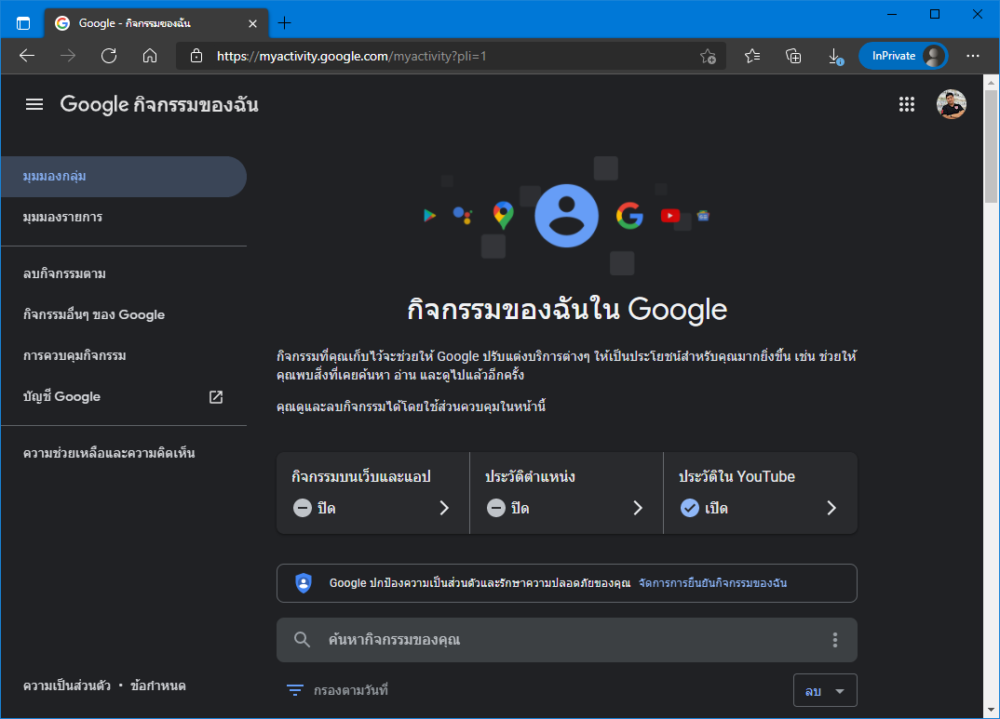 Google - กิจกรรมของฉัน
https://myactivity.google.com/myactivity?pli=1
InPrivate
Google กิจกรรมของฉัน
มุมมองกลุ่ม
มุมมองรายการ
ลบกิจกรรมตาม
กิจกรรมอื่นๆ ของ Google
การควบคุมกิจกรรม
บัญชี Google
ความช่วยเหลือและความคิดเห็น
ความเป็นส่วนตัว • ข้อกำหนด
กิจกรรมของฉันใน Google
กิจกรรมที่คุณเก็บไว้จะช่วยให้ Google ปรับแต่งบริการต่างๆ ให้เป็นประโยชน์สำหรับคุณมากยิ่งขึ้น เช่น ช่วยให้
คุณพบสิ่งที่เคยค้นหา อ่าน และดูไปแล้วอีกครั้ง
คุณดูและลบกิจกรรมได้โดยใช้ส่วนควบคุมในหน้านี้
กิจกรรมบนเว็บและแอป
ปิด
ประวัติตำแหน่ง
ปิด
ประวัติใน YouTube
เปิด
Google ปกป้องความเป็นส่วนตัวและรักษาความปลอดภัยของคุณ จัดการการยืนยันกิจกรรมของฉัน
ค้นหากิจกรรมของคุณ
กรองตามวันที่
ลบ